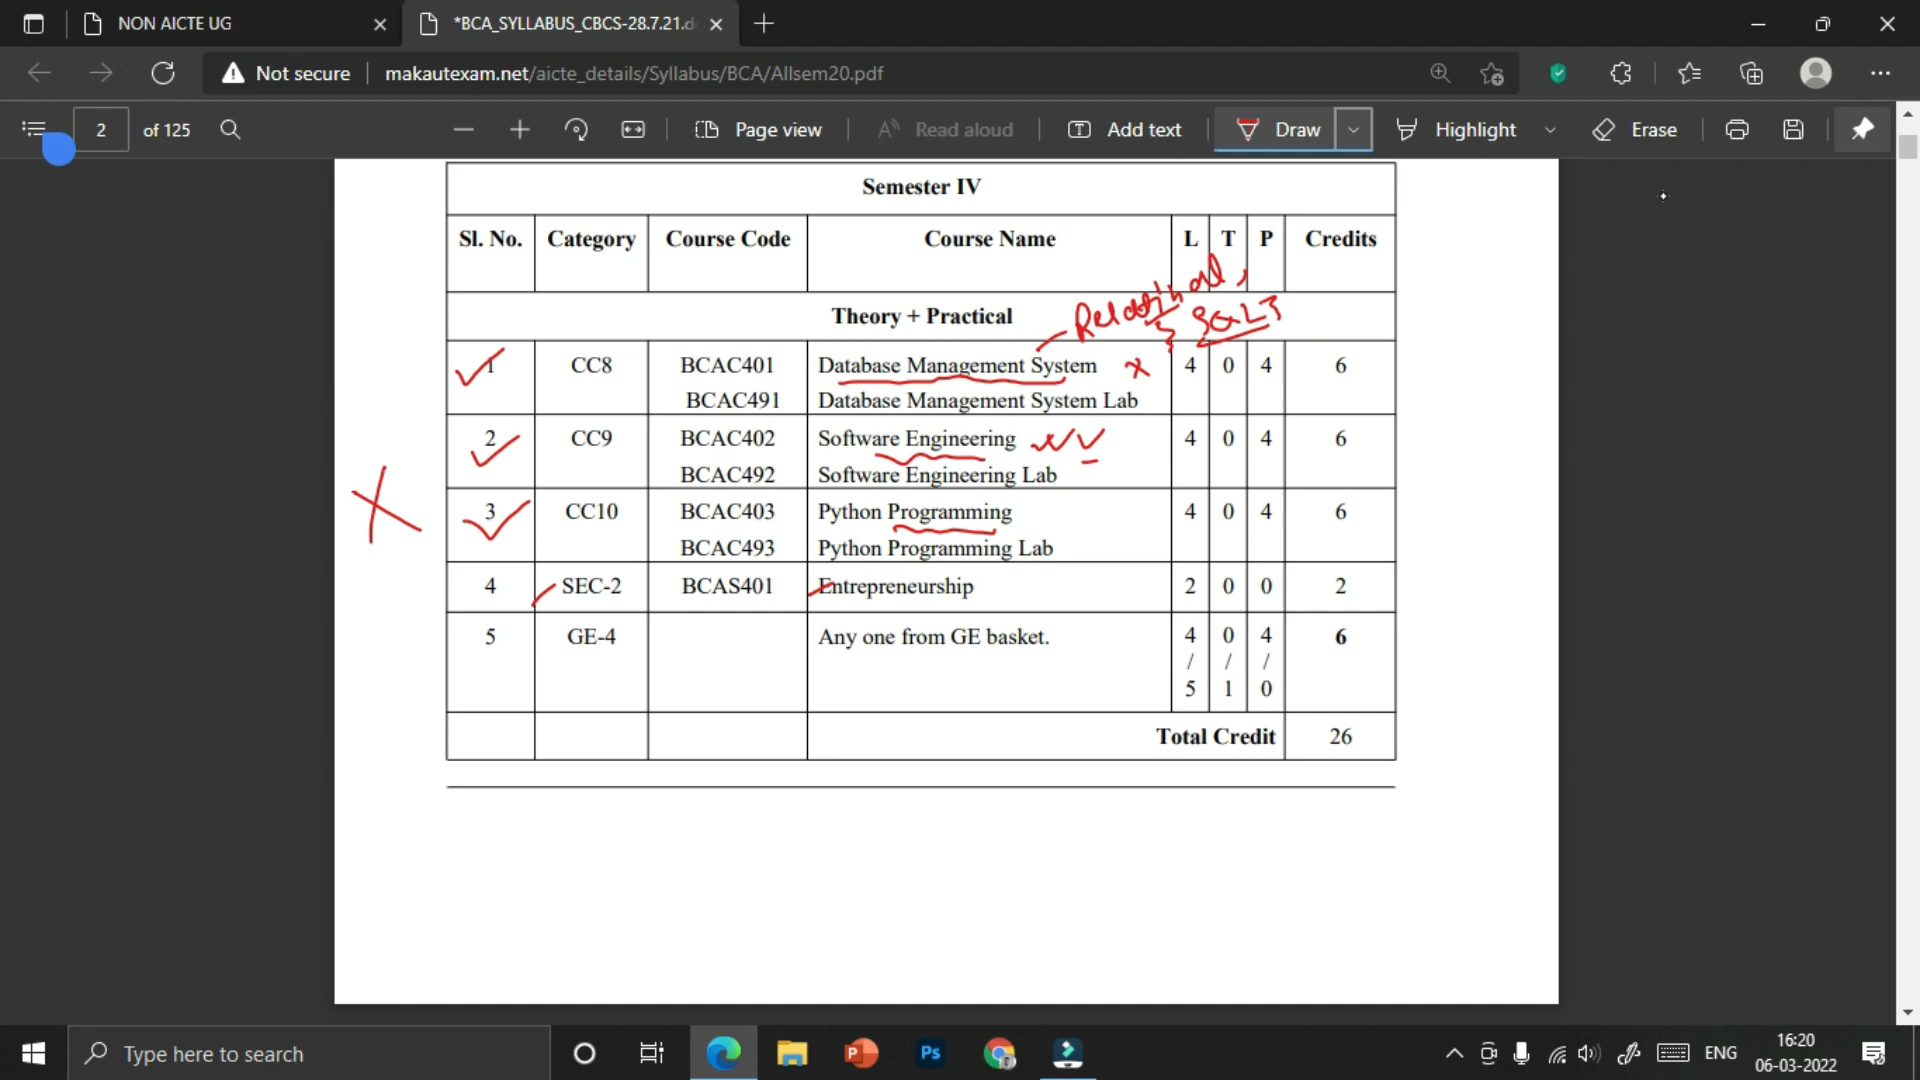 NON AICTE UG
*BCA_SYLLABUS_CBCS-28.7.21.d
Not secure
makautexam.net/aicte_details/Syllabus/BCA/Allsem20.pdf
2 of 125
Page view
Read aloud
Add text
Draw
Highlight
Erase
Semester IV
Sl. No. Category Course Code Course Name L T P Credits
Relational,
Theory + Practical
SQL
1 CC8 BCAC401 Database Management System 4 0 4 6
BCAC491 Database Management System Lab
2 CC9 BCAC402 Software Engineering 4 0 4 6
BCAC492 Software Engineering Lab
3 CC10 BCAC403 Python Programming 4 0 4 6
BCAC493 Python Programming Lab
4 SEC-2 BCAS401 Entrepreneurship 2 0 0 2
5 GE-4 Any one from GE basket. 4 0 4 6
/ / /
5 1 0
Total Credit 26
Type here to search
Ps
ENG
16:20
06-03-2022